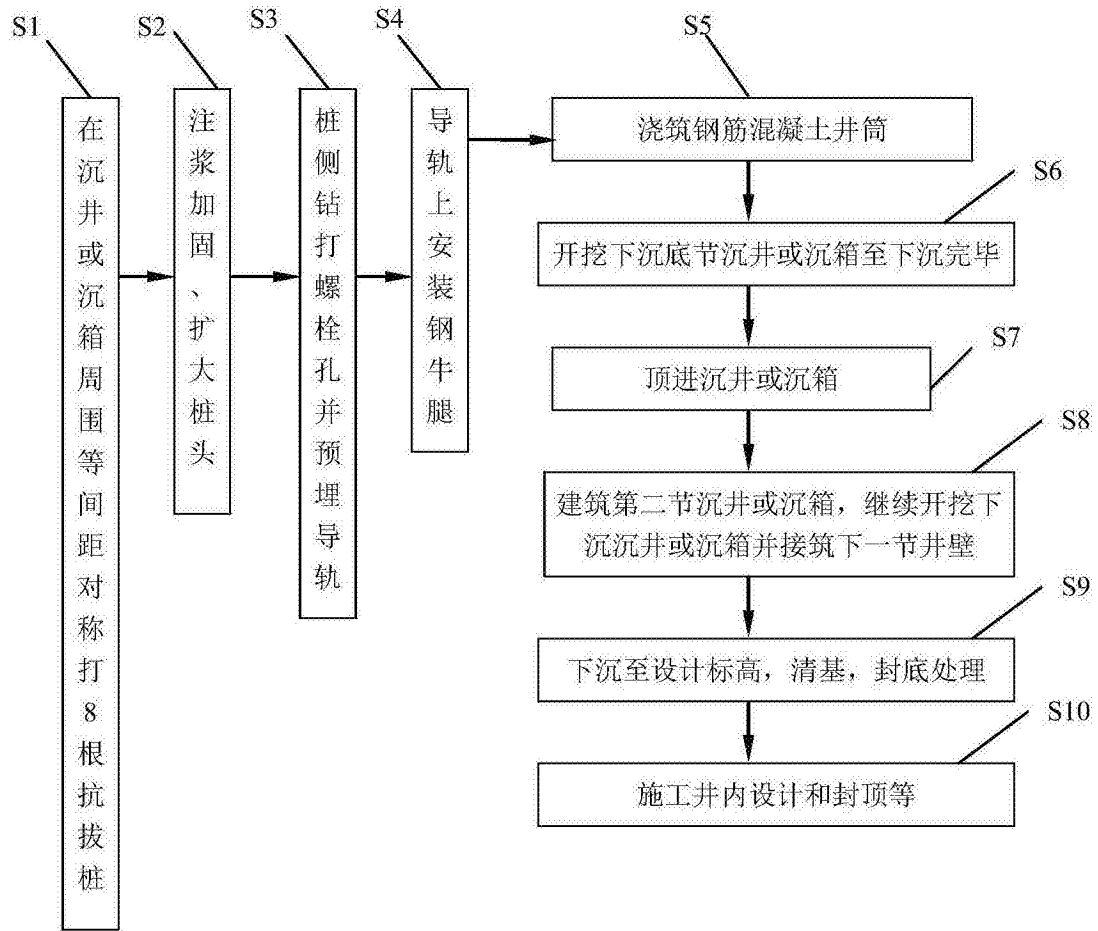 S1
在沉井或沉箱周围等间距对称打8根抗拔桩
S2
注浆加固、扩大桩头
S3
桩侧钻打螺栓孔并预埋导轨
S4
导轨上安装钢牛腿
S5
浇筑钢筋混凝土井筒
S6
开挖下沉底节沉井或沉箱至下沉完毕
S7
顶进沉井或沉箱
S8
建筑第二节沉井或沉箱，继续开挖下
沉沉井或沉箱并接筑下一节井壁
S9
下沉至设计标高，清基，封底处理
S10
施工井内设计和封顶等